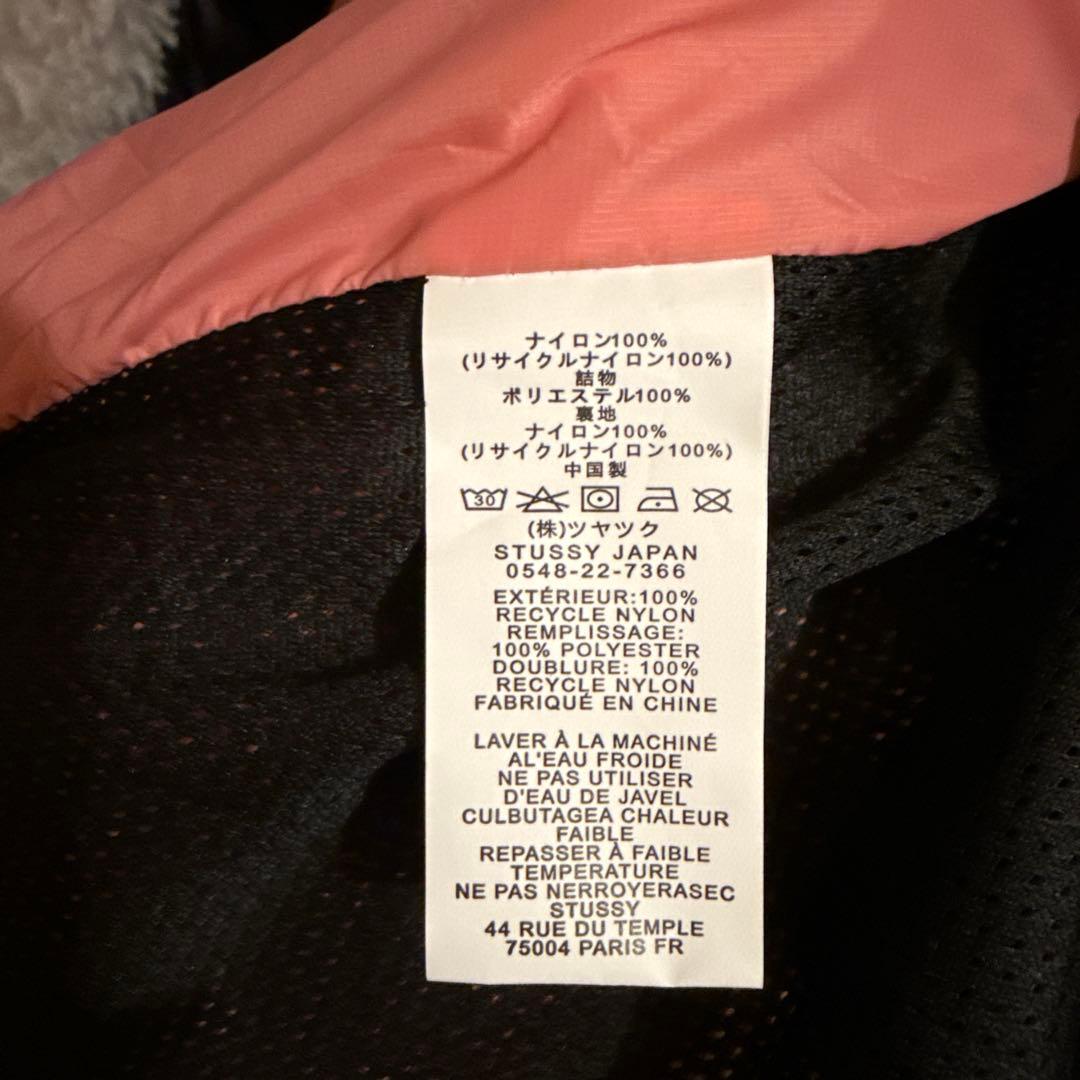 ナイロン100%
(リサイクルナイロン100%)
詰物
ポリエステル100%
裏地
ナイロン100%
(リサイクルナイロン100%)
中国製
30
(株)ツヤツク
STUSSY JAPAN
0548-22-7366
EXTÉRIEUR:100%
RECYCLE NYLON
REMPLISSAGE:
100% POLYESTER
DOUBLURE: 100%
RECYCLE NYLON
FABRIQUÉ EN CHINE
LAVER À LA MACHINÉ
AL'EAU FROIDE
NE PAS UTILISER
D'EAU DE JAVEL
CULBUTAGEA CHALEUR
FAIBLE
REPASSER À FAIBLE
TEMPERATURE
NE PAS NERROYERASEC
STUSSY
44 RUE DU TEMPLE
75004 PARIS FR